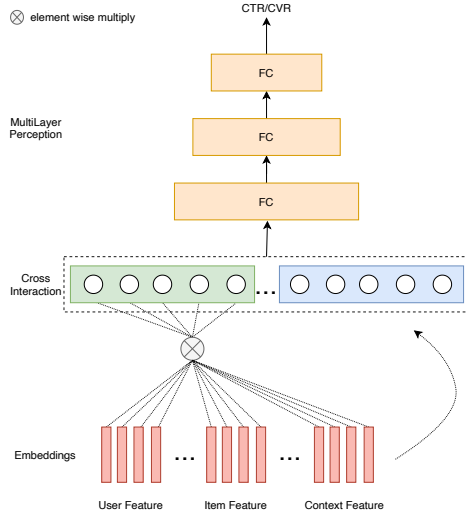 CTR/CVR
element wise multiply
FC
MultiLayer
Perception
FC
FC
Cross
Interaction
...
Embeddings
... ...
User Feature Item Feature Context Feature